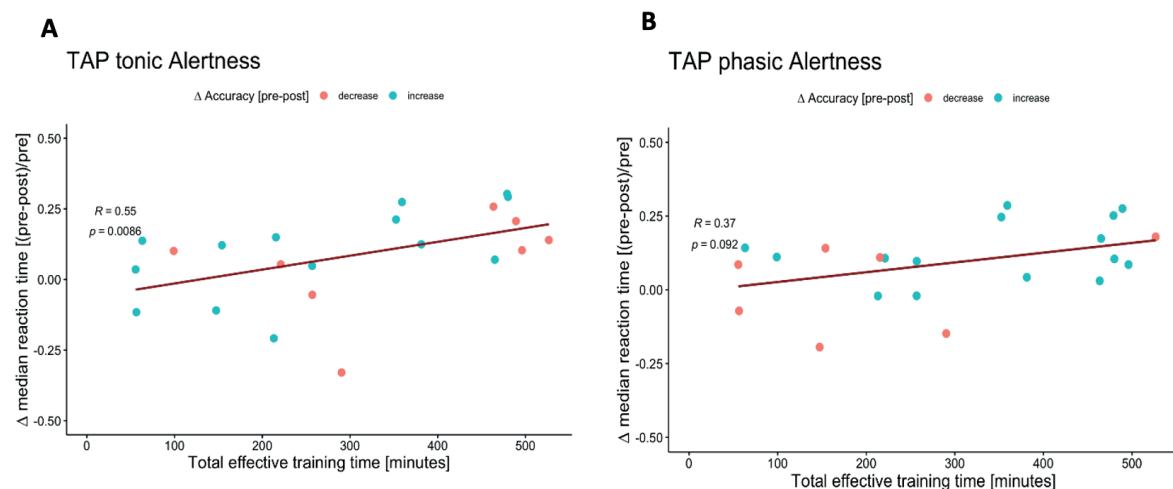 A
TAP tonic Alertness
Δ Accuracy [pre-post] decrease increase
Δ median reaction time [(pre-post)/pre]
0.50
0.25
0.00
-0.25
-0.50
R = 0.55
p = 0.0086
0 100 200 300 400 500
Total effective training time [minutes]
B
TAP phasic Alertness
Δ Accuracy [pre-post] decrease increase
Δ median reaction time [(pre-post)/pre]
0.50
0.25
0.00
-0.25
-0.50
R = 0.37
p = 0.092
0 100 200 300 400 500
Total effective training time [minutes]